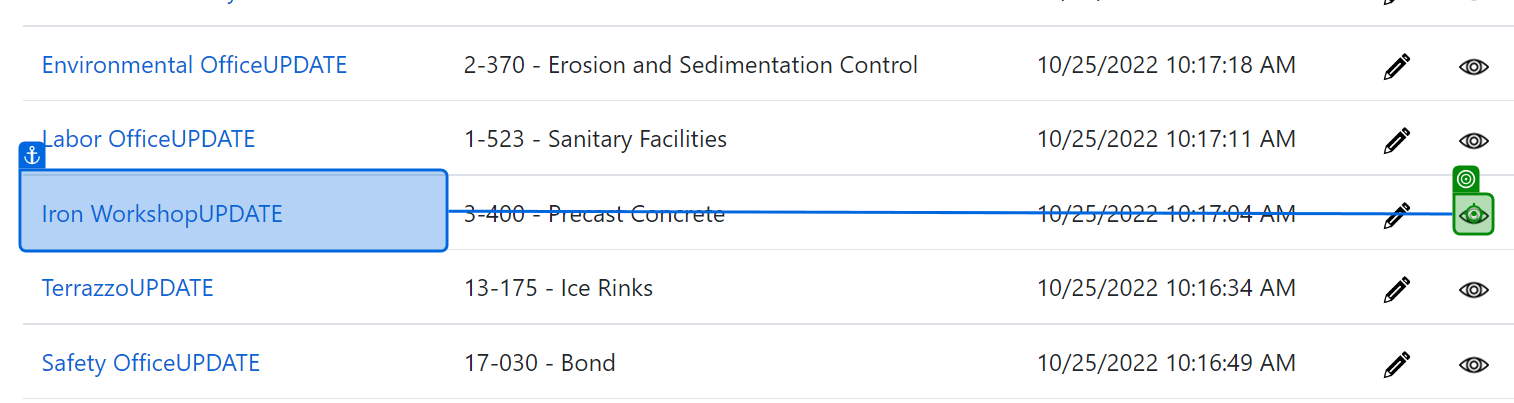 Environmental OfficeUPDATE 2-370 - Erosion and Sedimentation Control 10/25/2022 10:17:18 AM
Labor OfficeUPDATE 1-523 - Sanitary Facilities 10/25/2022 10:17:11 AM
Iron WorkshopUPDATE 3-400 - Precast Concrete 10/25/2022 10:17:04 AM
TerrazzoUPDATE 13-175 - Ice Rinks 10/25/2022 10:16:34 AM
Safety OfficeUPDATE 17-030 - Bond 10/25/2022 10:16:49 AM